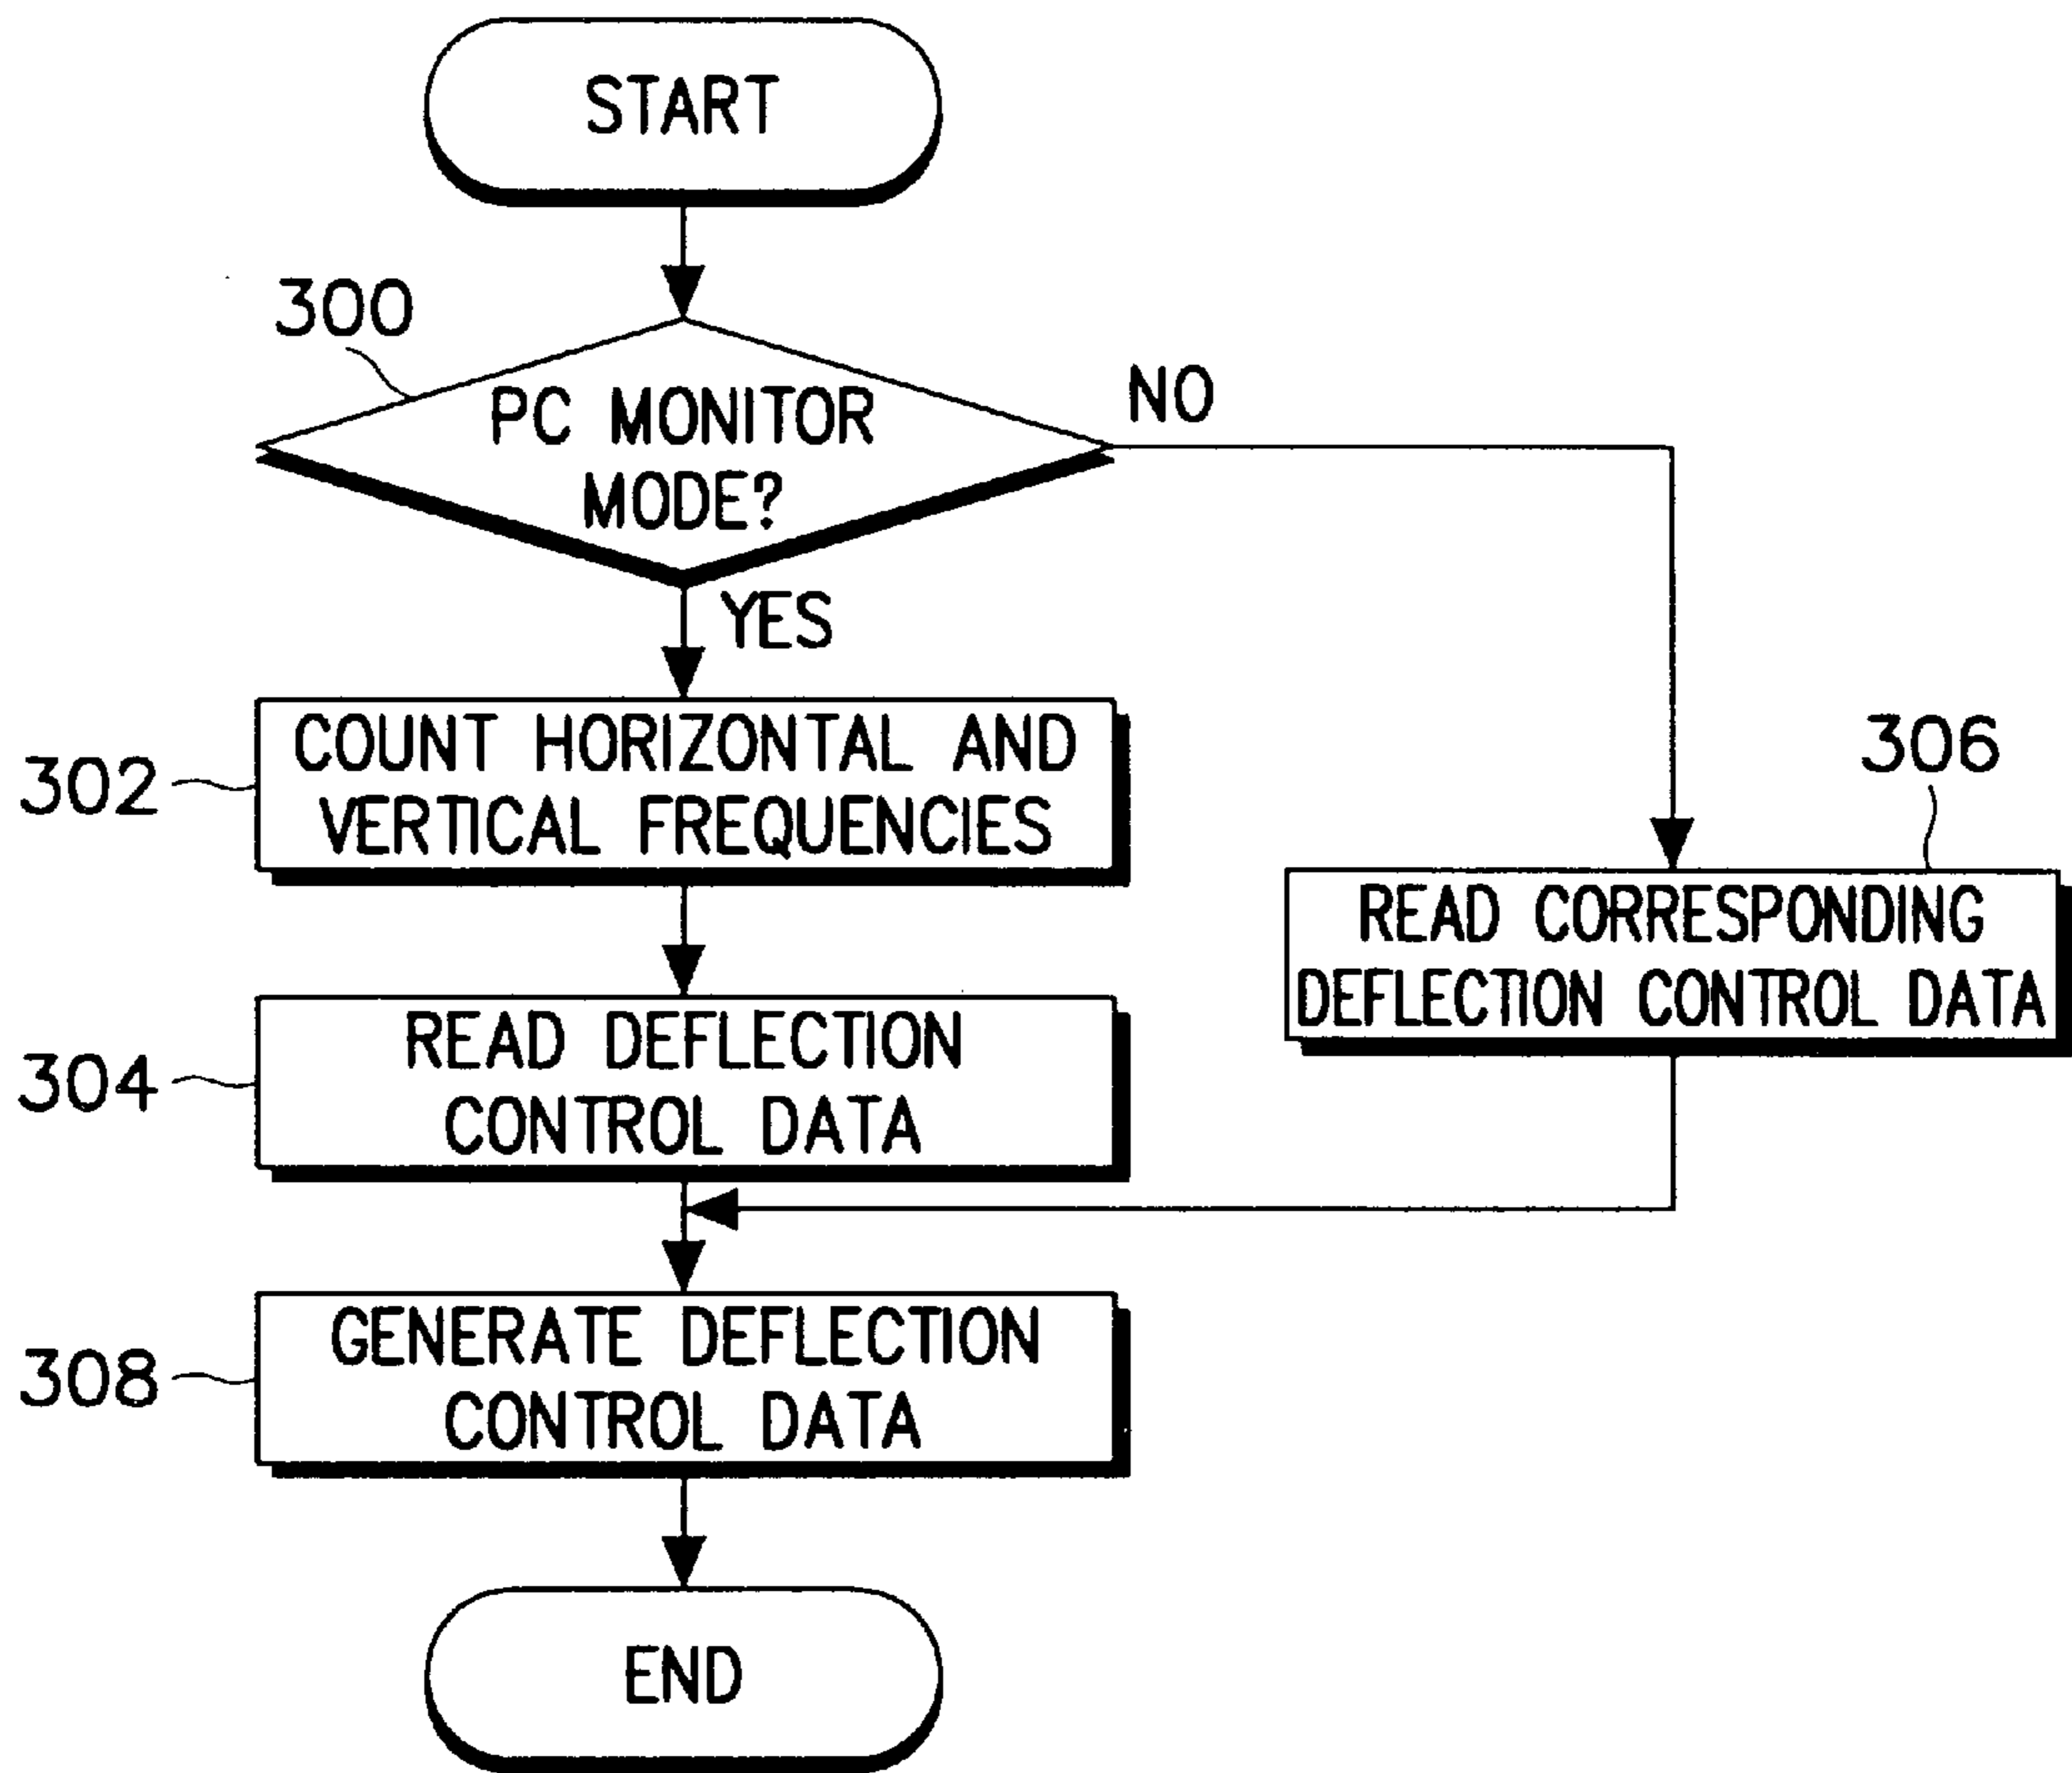 START
300
PC MONITOR
MODE?
NO
YES
302
COUNT HORIZONTAL AND
VERTICAL FREQUENCIES
306
READ CORRESPONDING
DEFLECTION CONTROL DATA
304
READ DEFLECTION
CONTROL DATA
308
GENERATE DEFLECTION
CONTROL DATA
END